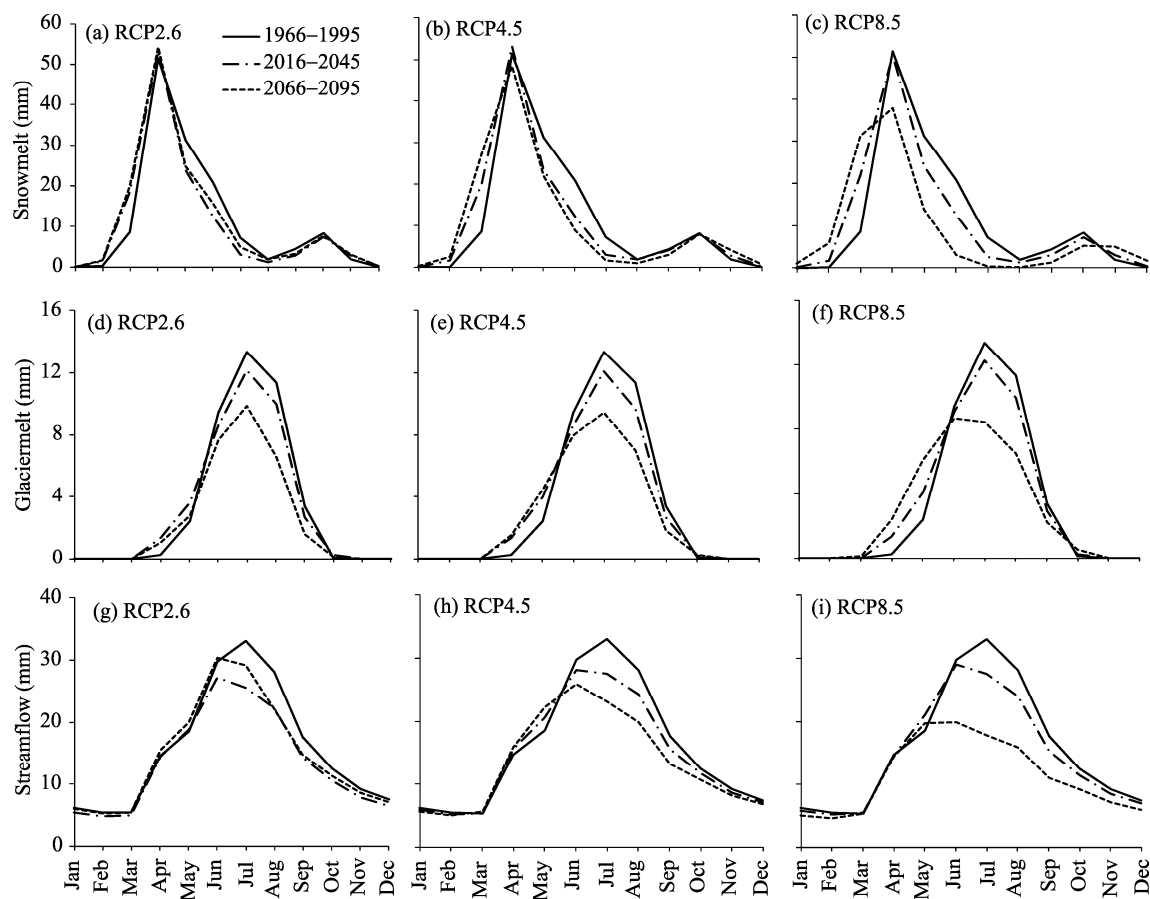 60
50
40
30
20
10
0
Snowmelt (mm)
(a) RCP2.6
1966–1995
2016–2045
2066–2095
(b) RCP4.5
(c) RCP8.5
16
12
8
4
0
Glaciermelt (mm)
(d) RCP2.6
(e) RCP4.5
(f) RCP8.5
40
30
20
10
0
Streamflow (mm)
(g) RCP2.6
(h) RCP4.5
(i) RCP8.5
Jan Feb Mar Apr May Jun Jul Aug Sep Oct Nov Dec
Jan Feb Mar Apr May Jun Jul Aug Sep Oct Nov Dec
Jan Feb Mar Apr May Jun Jul Aug Sep Oct Nov Dec